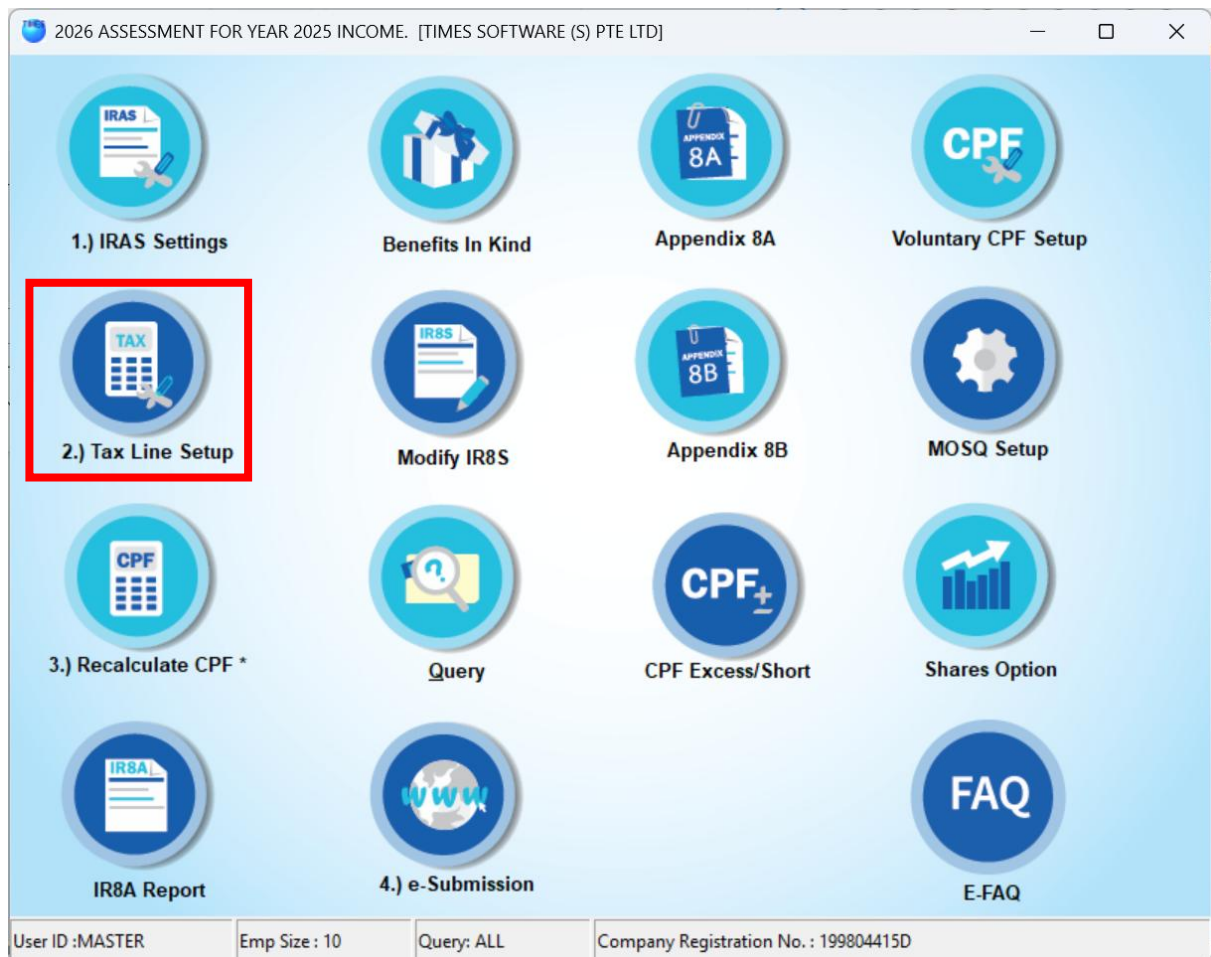 2026 ASSESSMENT FOR YEAR 2025 INCOME. [TIMES SOFTWARE (S) PTE LTD]
IRAS
APPENDIX
8A
CPF
1.) IRAS Settings
Benefits In Kind
Appendix 8A
Voluntary CPF Setup
TAX
IR8S
APPENDIX
8B
2.) Tax Line Setup
Modify IR8S
Appendix 8B
MOSQ Setup
CPF
?
CPF±
3.) Recalculate CPF *
Query
CPF Excess/Short
Shares Option
IR8A
WWW
FAQ
IR8A Report
4.) e-Submission
E-FAQ
User ID :MASTER
Emp Size : 10
Query: ALL
Company Registration No. : 199804415D